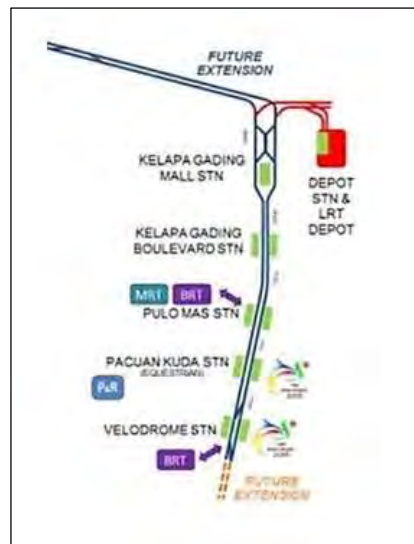 FUTURE
EXTENSION
KELAPA GADING
MALL STN
DEPOT
STN &
LRT
DEPOT
KELAPA GADING
BOULEVARD STN
MRT
BRT
PULO MAS STN
PACUAN KUDA STN
(EQUESTRIAN)
P&R
VELODROME STN
BRT
FUTURE
EXTENSION